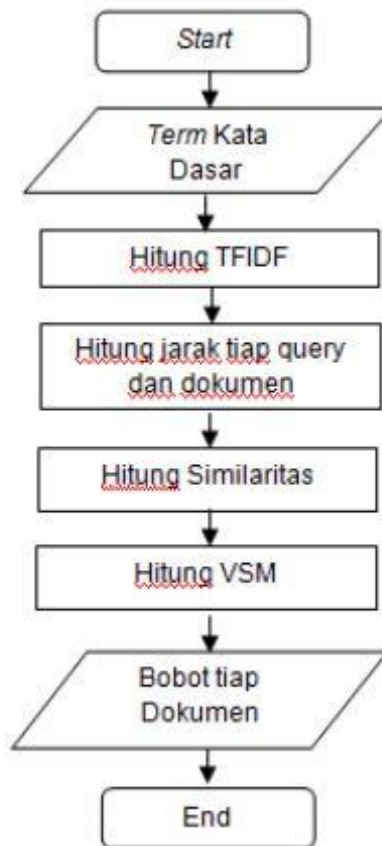 Start
Term Kata
Dasar
Hitung TFIDF
Hitung jarak tiap query
dan dokumen
Hitung Similaritas
Hitung VSM
Bobot tiap
Dokumen
End